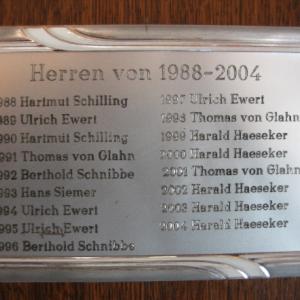 Herren von 1988-2004
988 Hartmut Schilling
989 Ulrich Ewert
990 Hartmut Schilling
991 Thomas von Glahn
992 Berthold Schnibbe
993 Hans Siemer
994 Ulrich Ewert
995 Ulrich Ewert
996 Berthold Schnibbe
1997 Ulrich Ewert
1998 Thomas von Glahn
1999 Harald Haeseker
2000 Harald Haeseker
2001 Thomas von Glahn
2002 Harald Haeseker
2003 Harald Haeseker
2004 Harald Haeseker